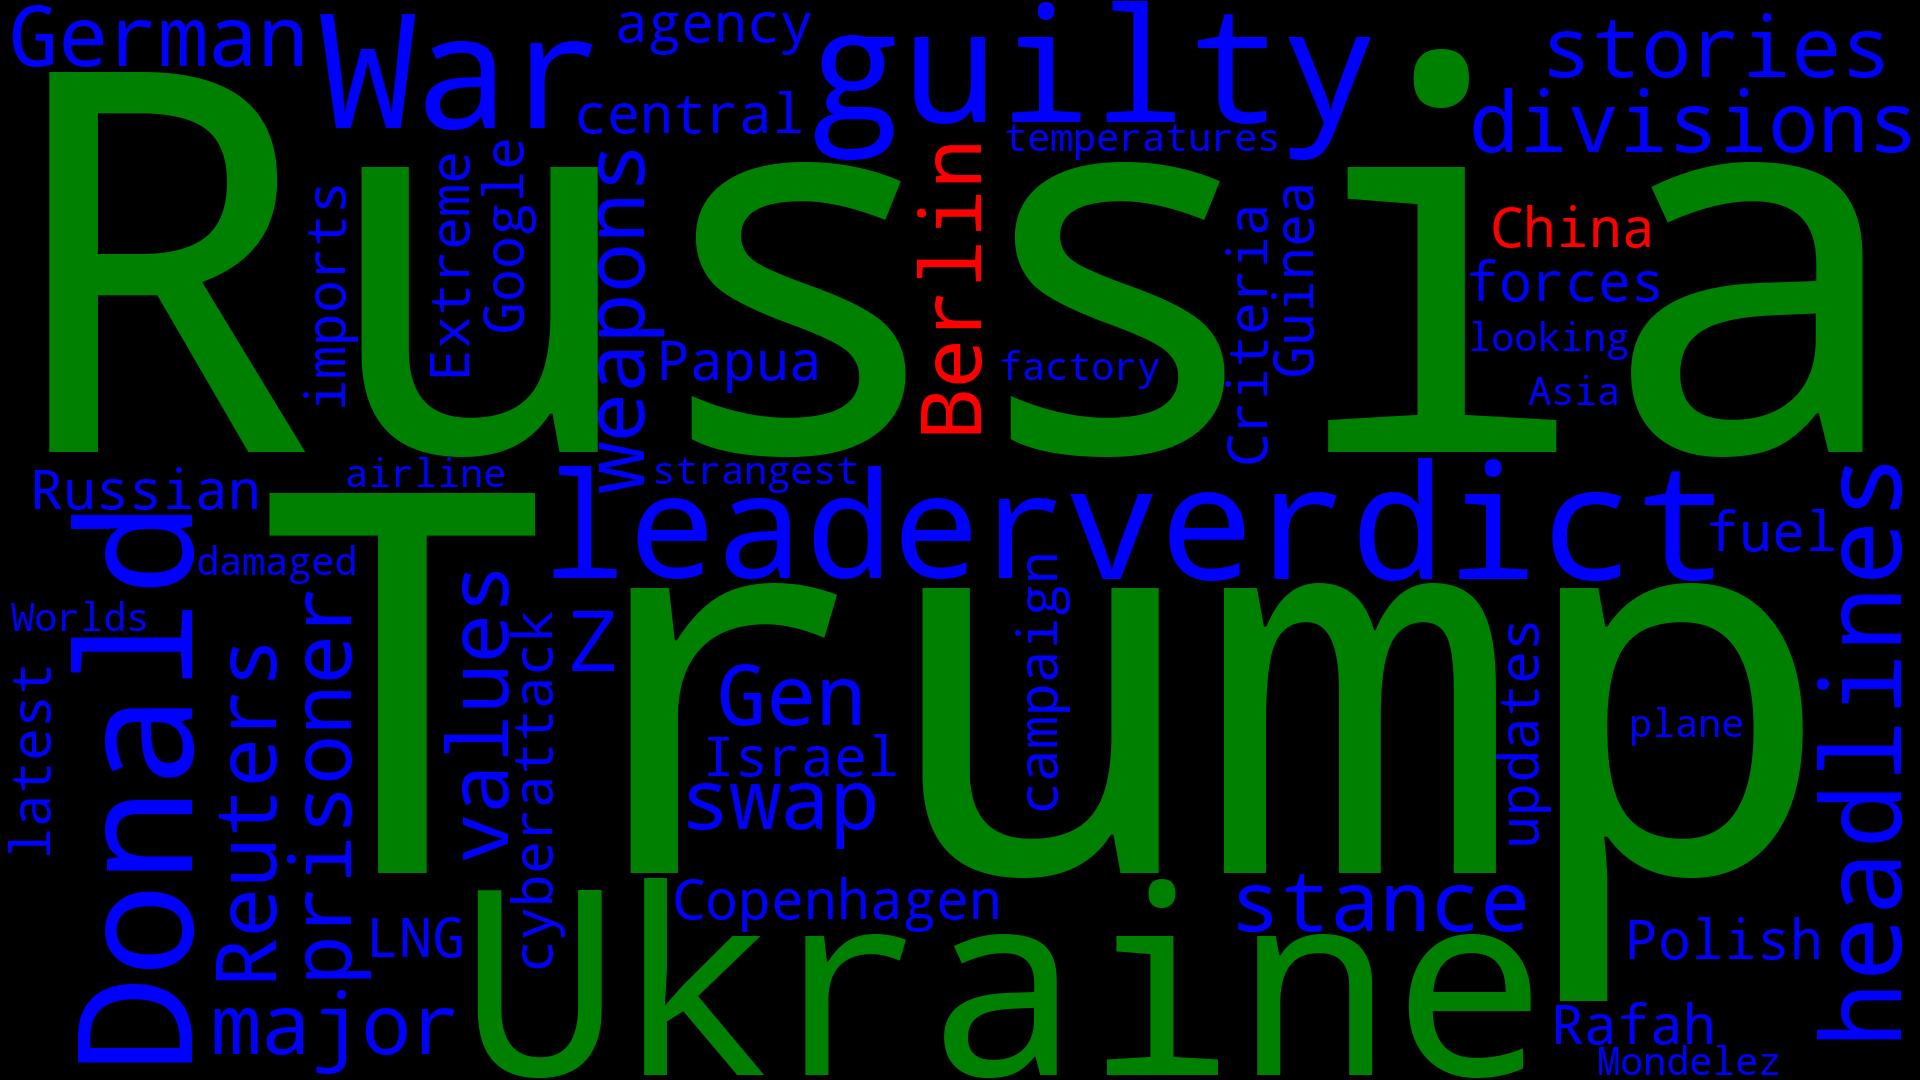 German
War
agency
guilty
stories
central
divisions
temperatures
Russia
imports
Extreme
Google
weapons
Papua
Berlin
factory
Criteria
Guinea
China
forces
looking
Asia
Russian
airline
strangest
leader
verdict
fuel
headlines
Donald
damaged
Trump
Worlds
latest
Reuters
prisoner
values
cyberattack
Z
Gen
Israel
swap
campaign
updates
plane
Copenhagen
stance
LNG
Ukraine
Polish
major
Rafah
Mondelez